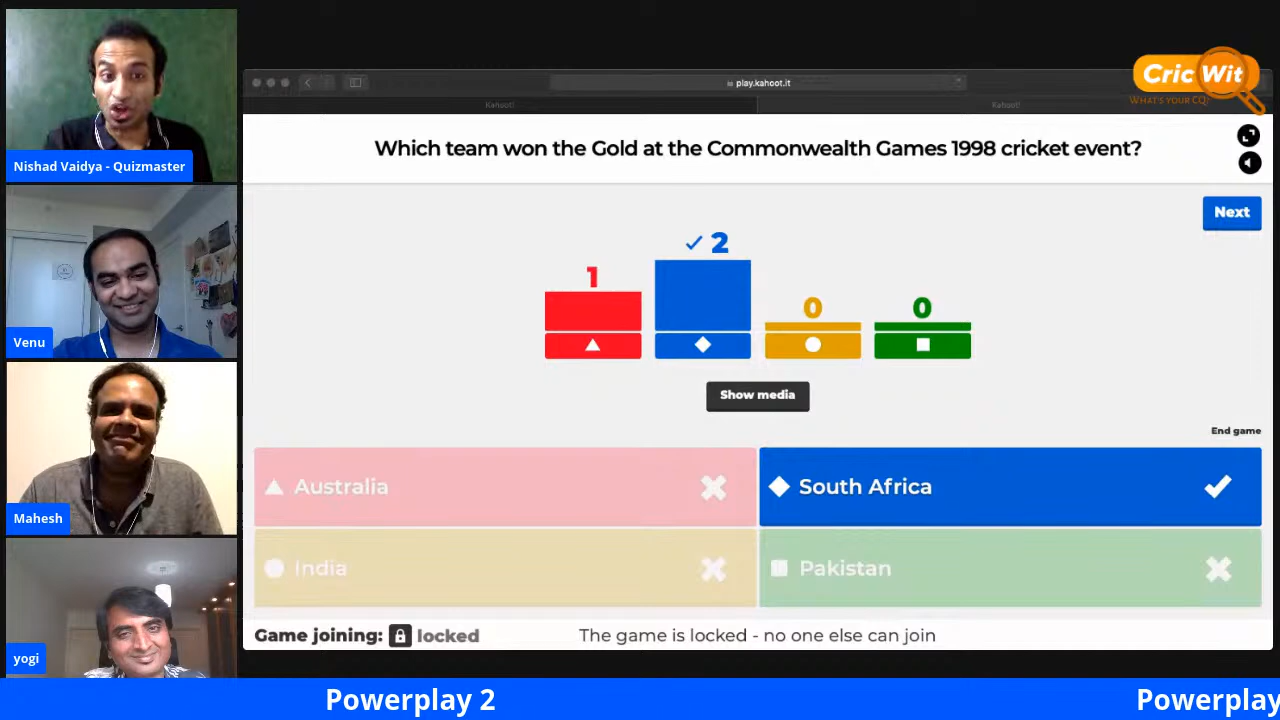 Cric Wit
WHAT'S YOUR CQ?
play.kahoot.it
Kahoot!
Kahoot!
Which team won the Gold at the Commonwealth Games 1998 cricket event?
Next
1
2
0
0
Show media
End game
Australia
South Africa
India
Pakistan
Game joining: locked
The game is locked - no one else can join
Nishad Vaidya - Quizmaster
Venu
Mahesh
yogi
Powerplay 2
Powerplay